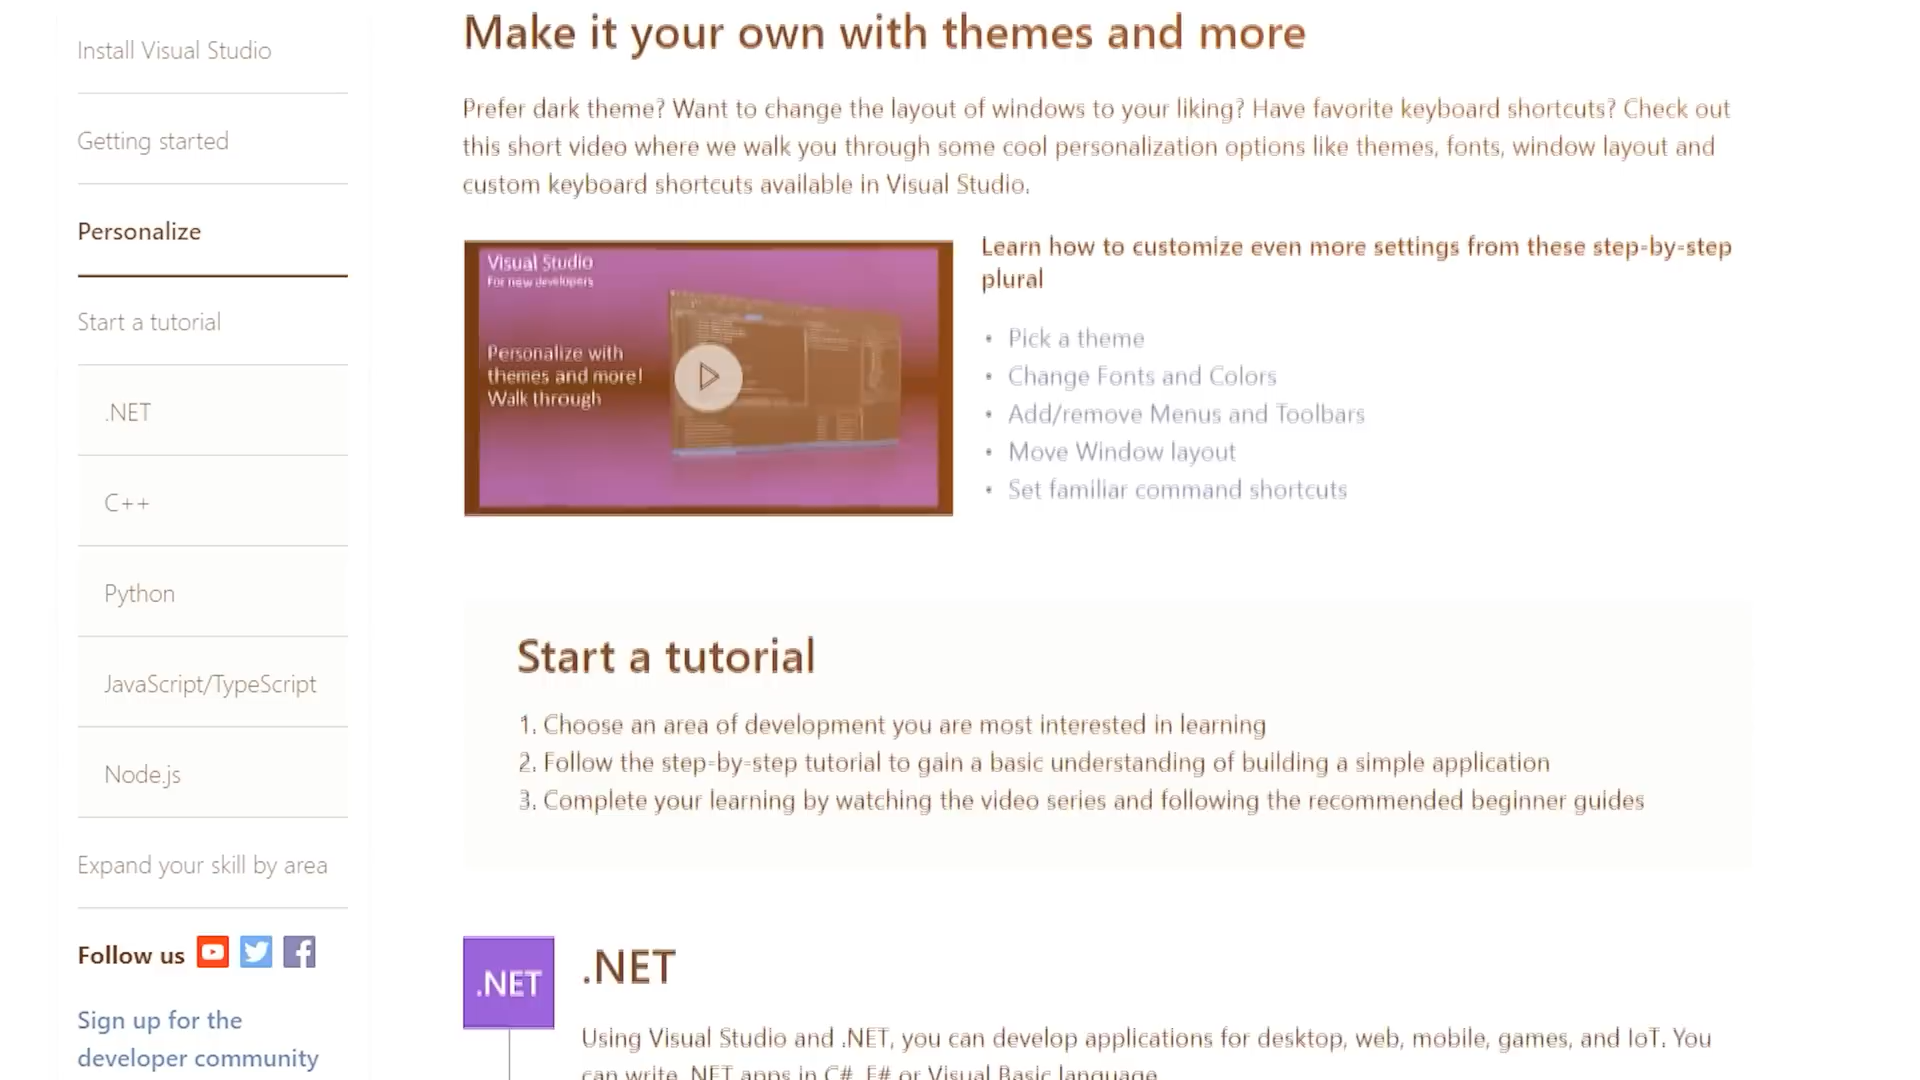 Install Visual Studio
Getting started
Personalize
Start a tutorial
.NET
C++
Python
JavaScript/TypeScript
Node.js
Expand your skill by area
Follow us
Sign up for the
developer community
Make it your own with themes and more
Prefer dark theme? Want to change the layout of windows to your liking? Have favorite keyboard shortcuts? Check out
this short video where we walk you through some cool personalization options like themes, fonts, window layout and
custom keyboard shortcuts available in Visual Studio.
Visual Studio
For new developers
Personalize with
themes and more!
Walk through
Learn how to customize even more settings from these step-by-step
plural
• Pick a theme
• Change Fonts and Colors
• Add/remove Menus and Toolbars
• Move Window layout
• Set familiar command shortcuts
Start a tutorial
1. Choose an area of development you are most interested in learning
2. Follow the step-by-step tutorial to gain a basic understanding of building a simple application
3. Complete your learning by watching the video series and following the recommended beginner guides
.NET
.NET
Using Visual Studio and .NET, you can develop applications for desktop, web, mobile, games, and IoT. You
can write .NET apps in C#, F# or Visual Basic language.